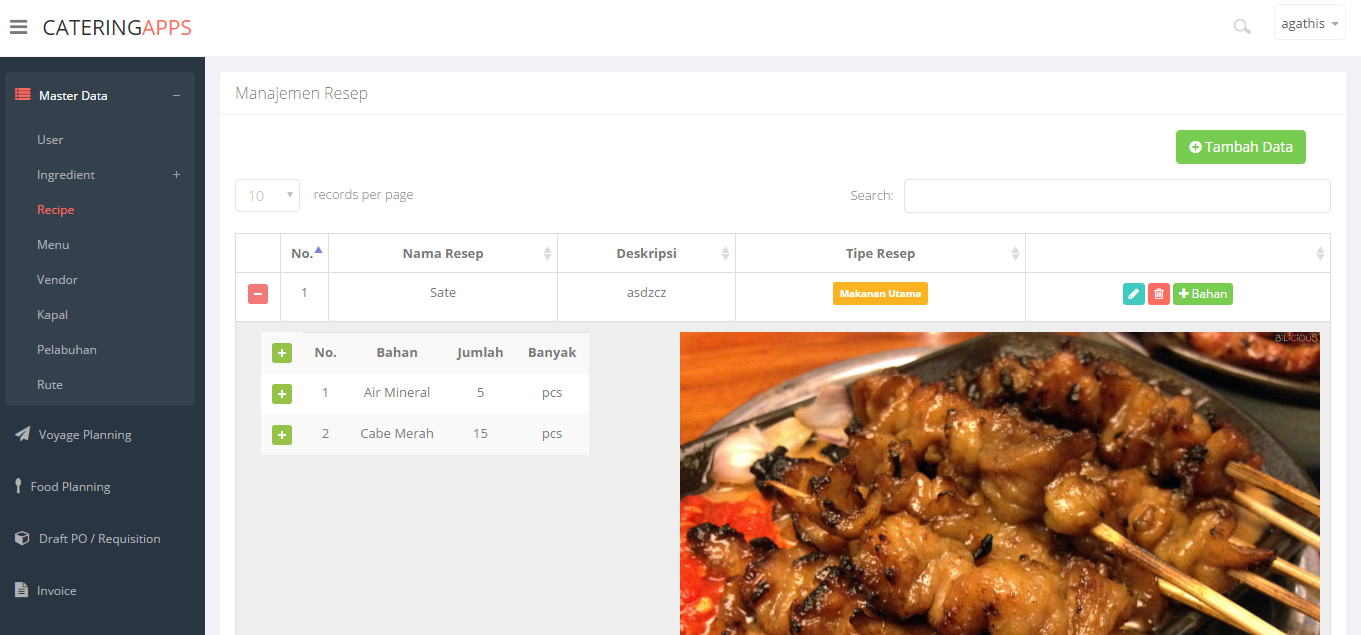 CATERINGAPPS
agathis
Master Data
User
Ingredient
Recipe
Menu
Vendor
Kapal
Pelabuhan
Rute
Voyage Planning
Food Planning
Draft PO / Requisition
Invoice
Manajemen Resep
Tambah Data
10 records per page Search:
No. Nama Resep Deskripsi Tipe Resep
1 Sate asdzcz Makanan Utama Bahan
No. Bahan Jumlah Banyak
1 Air Mineral 5 pcs
2 Cabe Merah 15 pcs